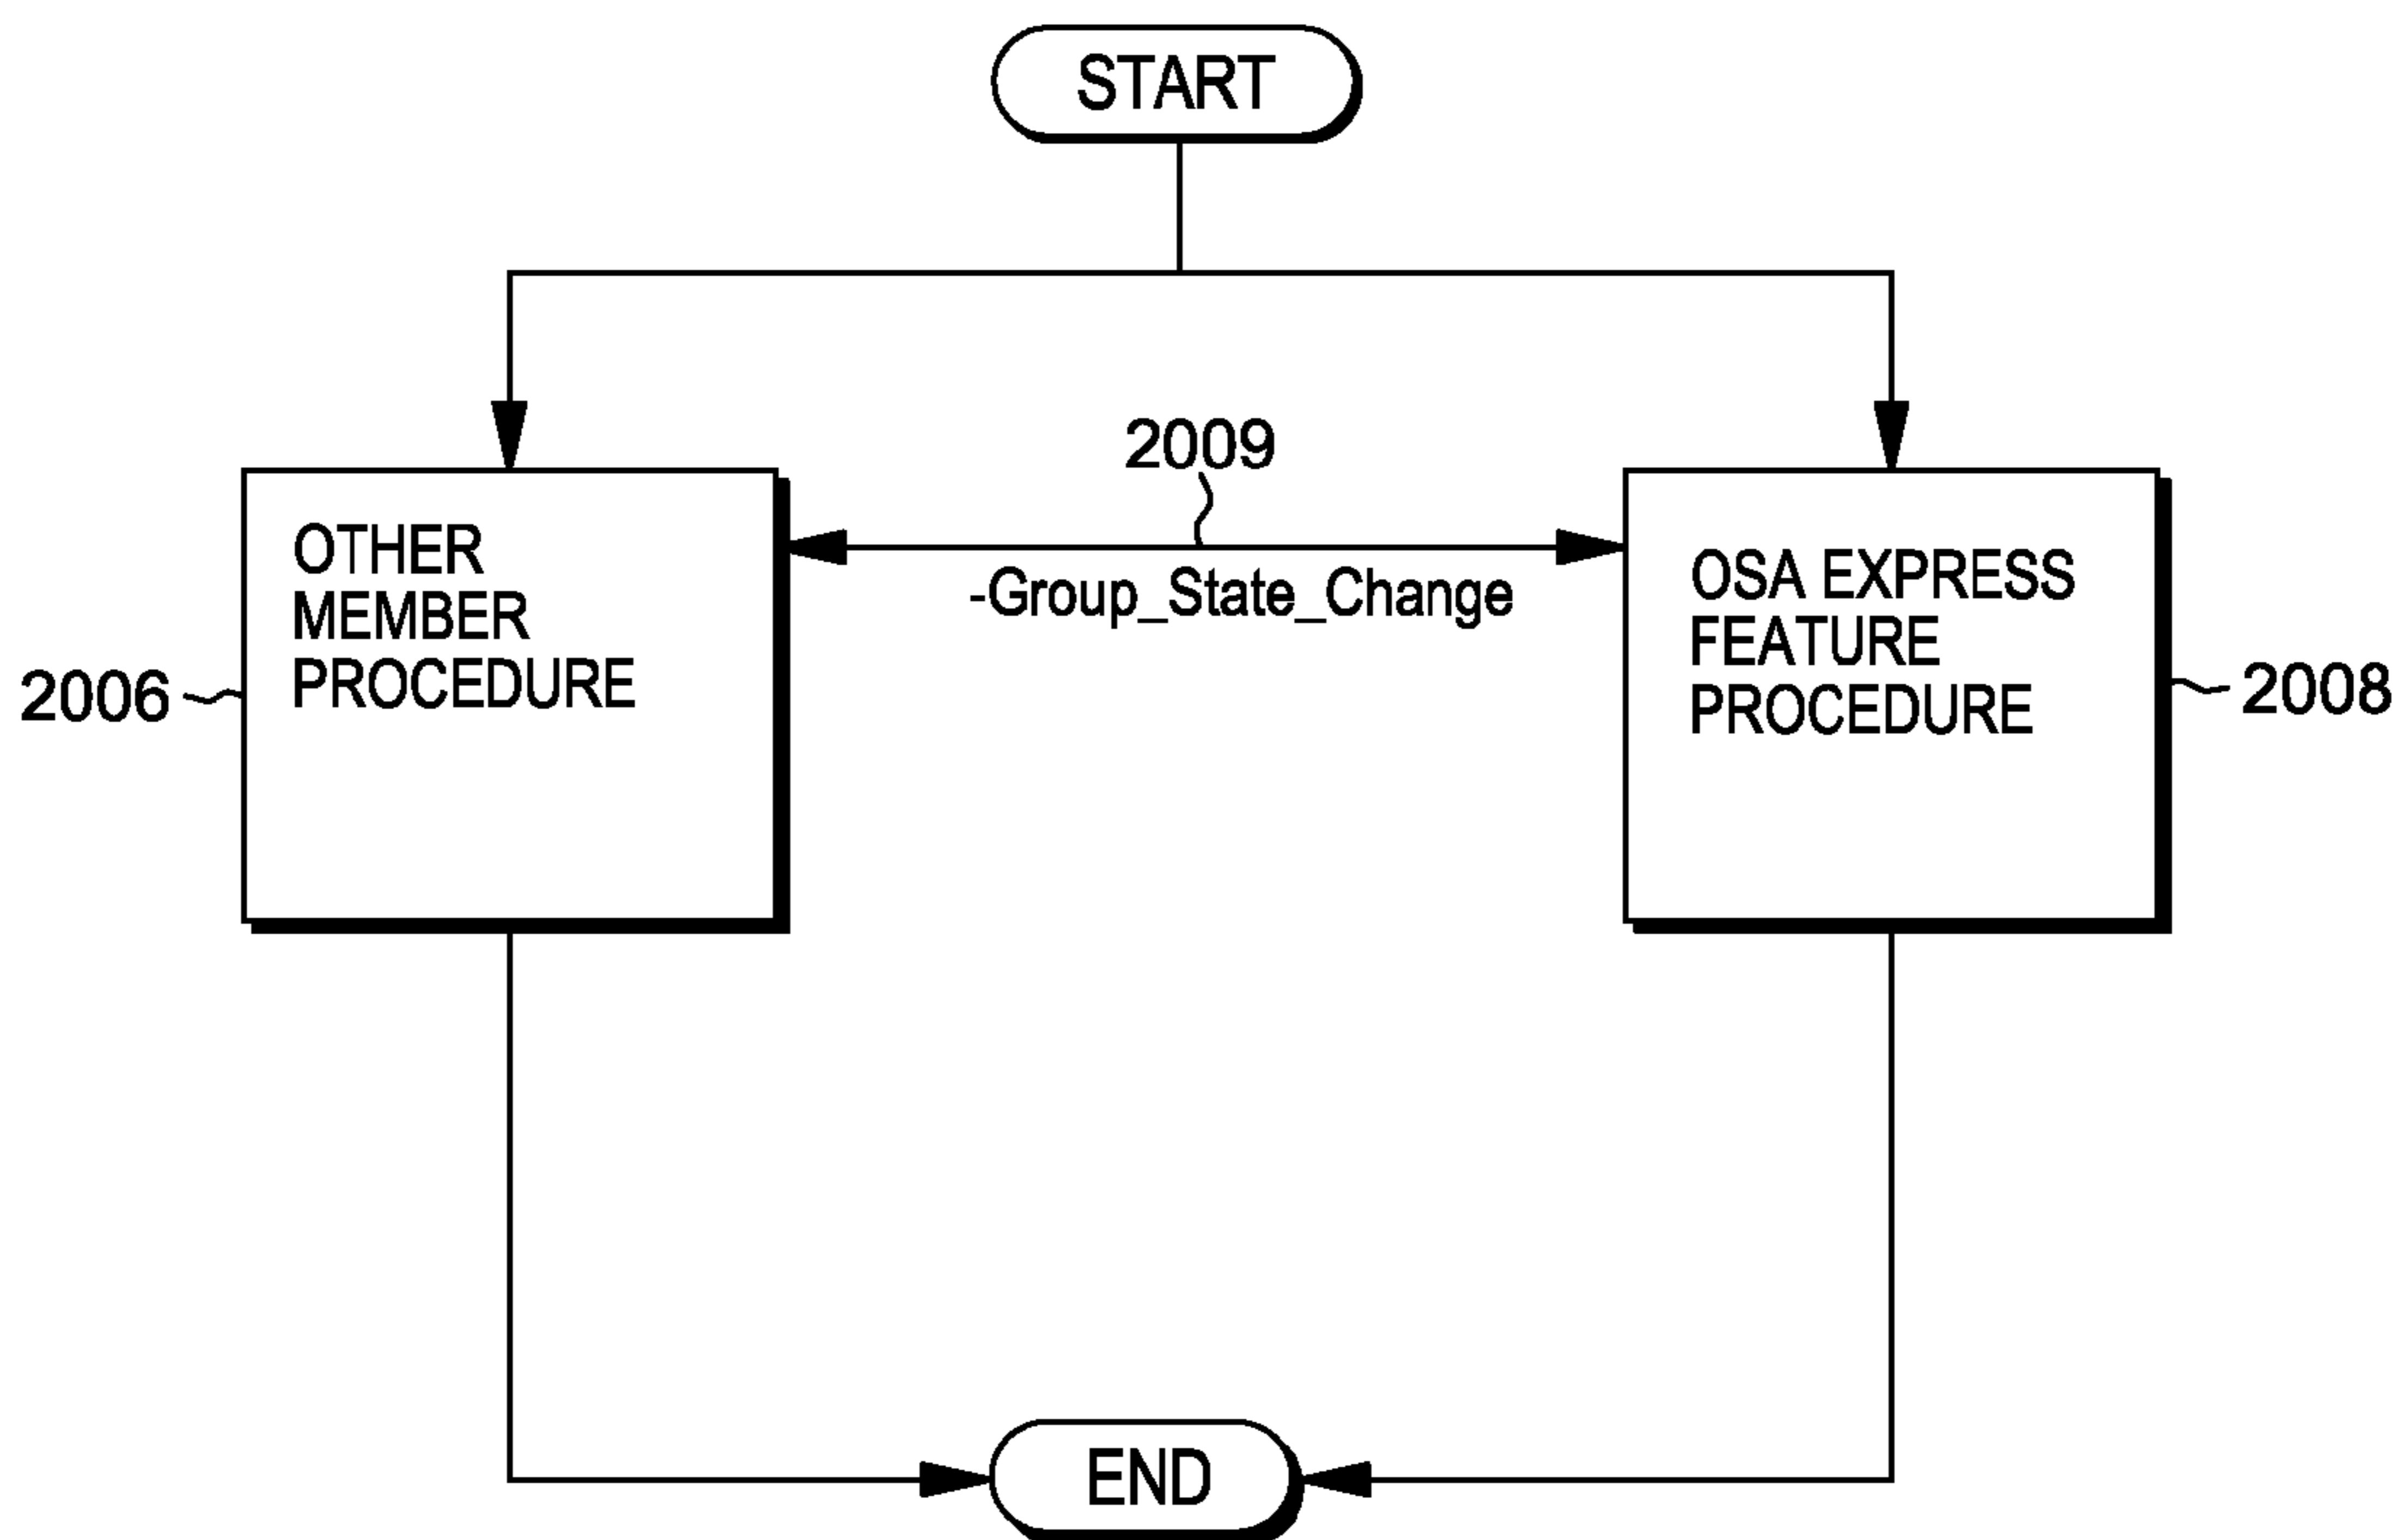 START
2009
-Group_State_Change
OTHER
MEMBER
PROCEDURE
2006
OSA EXPRESS
FEATURE
PROCEDURE
2008
END